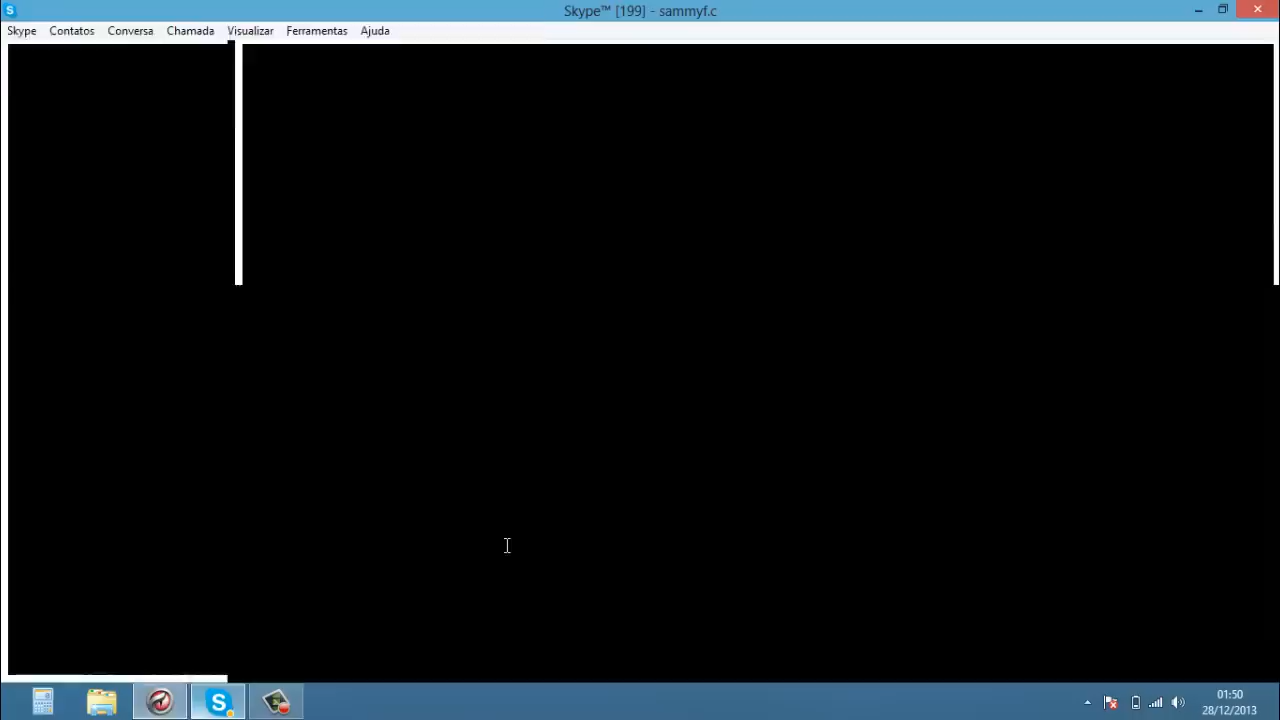 Skype™ [199] - sammyf.c
Skype Contatos Conversa Chamada Visualizar Ferramentas Ajuda
01:50
28/12/2013